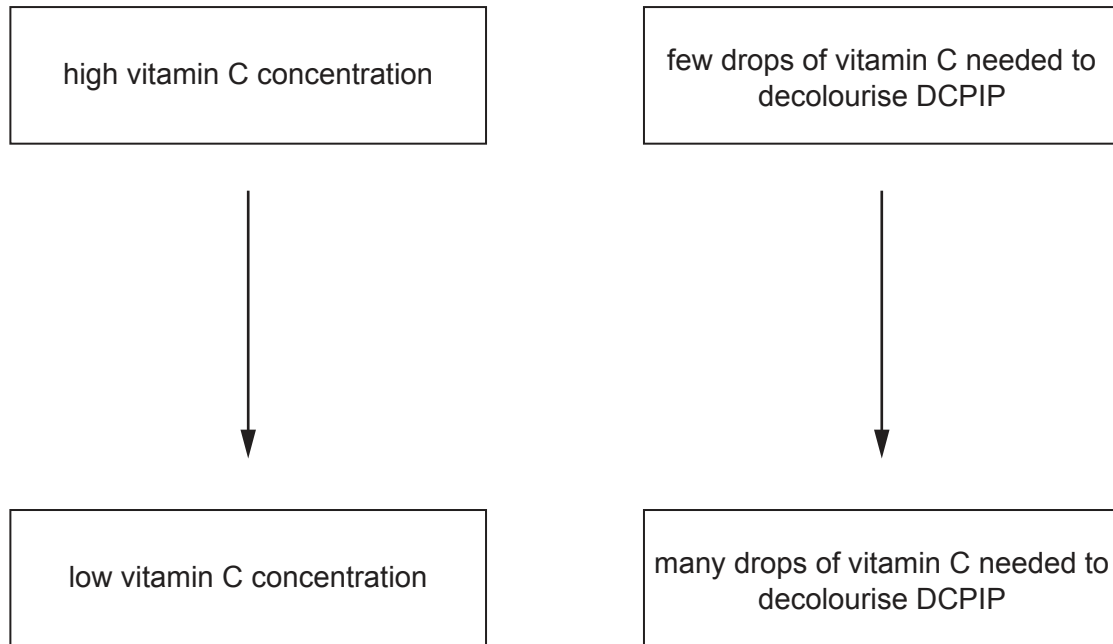 high vitamin C concentration
few drops of vitamin C needed to
decolourise DCPIP
low vitamin C concentration
many drops of vitamin C needed to
decolourise DCPIP